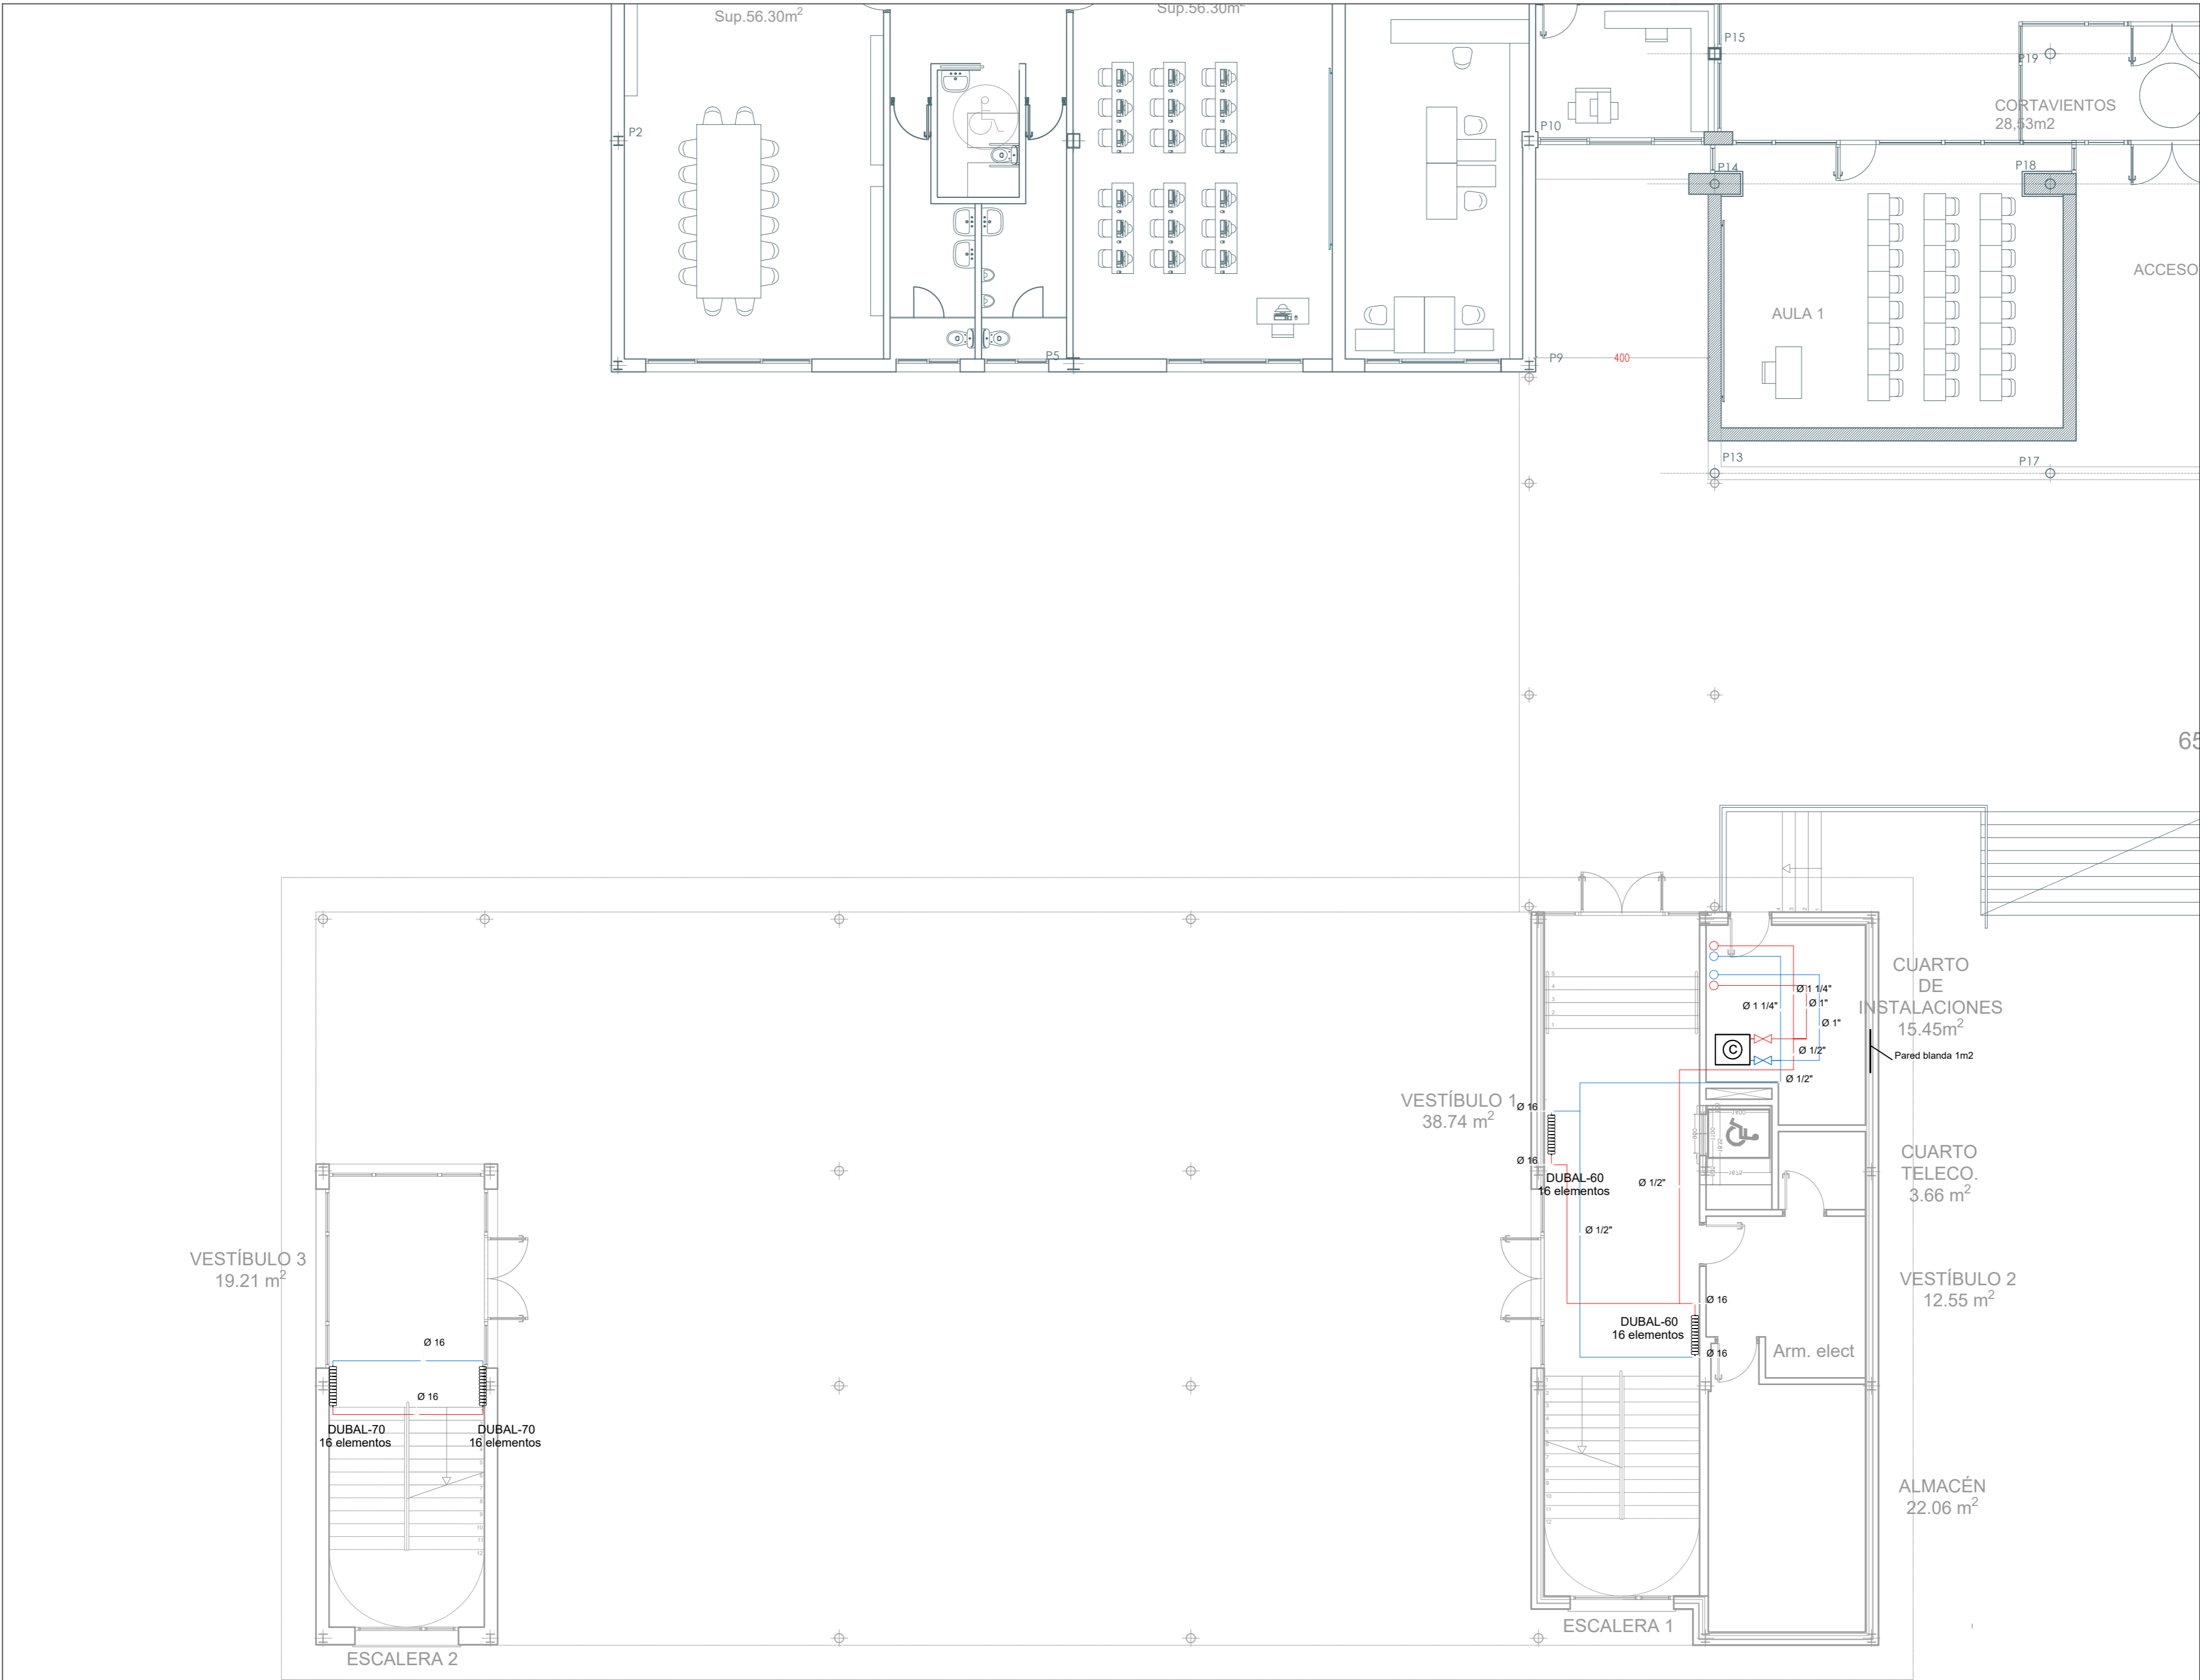 Sup.56.30m²
Sup.56.30m²
P15
P19
CORTAVIENTOS
28,53m2
P2
P10
P14
P18
ACCESO
AULA 1
P5
P9
400
P13
P17
65
CUARTO
DE
INSTALACIONES
15.45m²
Ø 1 1/4"
Ø 1 1/4"
Ø 1"
Ø 1"
C
Ø 1/2"
Ø 1/2"
Pared blanda 1m2
VESTÍBULO 1
38.74 m²
Ø 16
Ø 16
DUBAL-60
16 elementos
Ø 1/2"
Ø 1/2"
CUARTO
TELECO.
3.66 m²
VESTÍBULO 3
19.21 m²
VESTÍBULO 2
12.55 m²
Ø 16
DUBAL-60
16 elementos
Ø 16
Arm. elect
Ø 16
Ø 16
DUBAL-70
16 elementos
DUBAL-70
16 elementos
ALMACÉN
22.06 m²
ESCALERA 1
ESCALERA 2